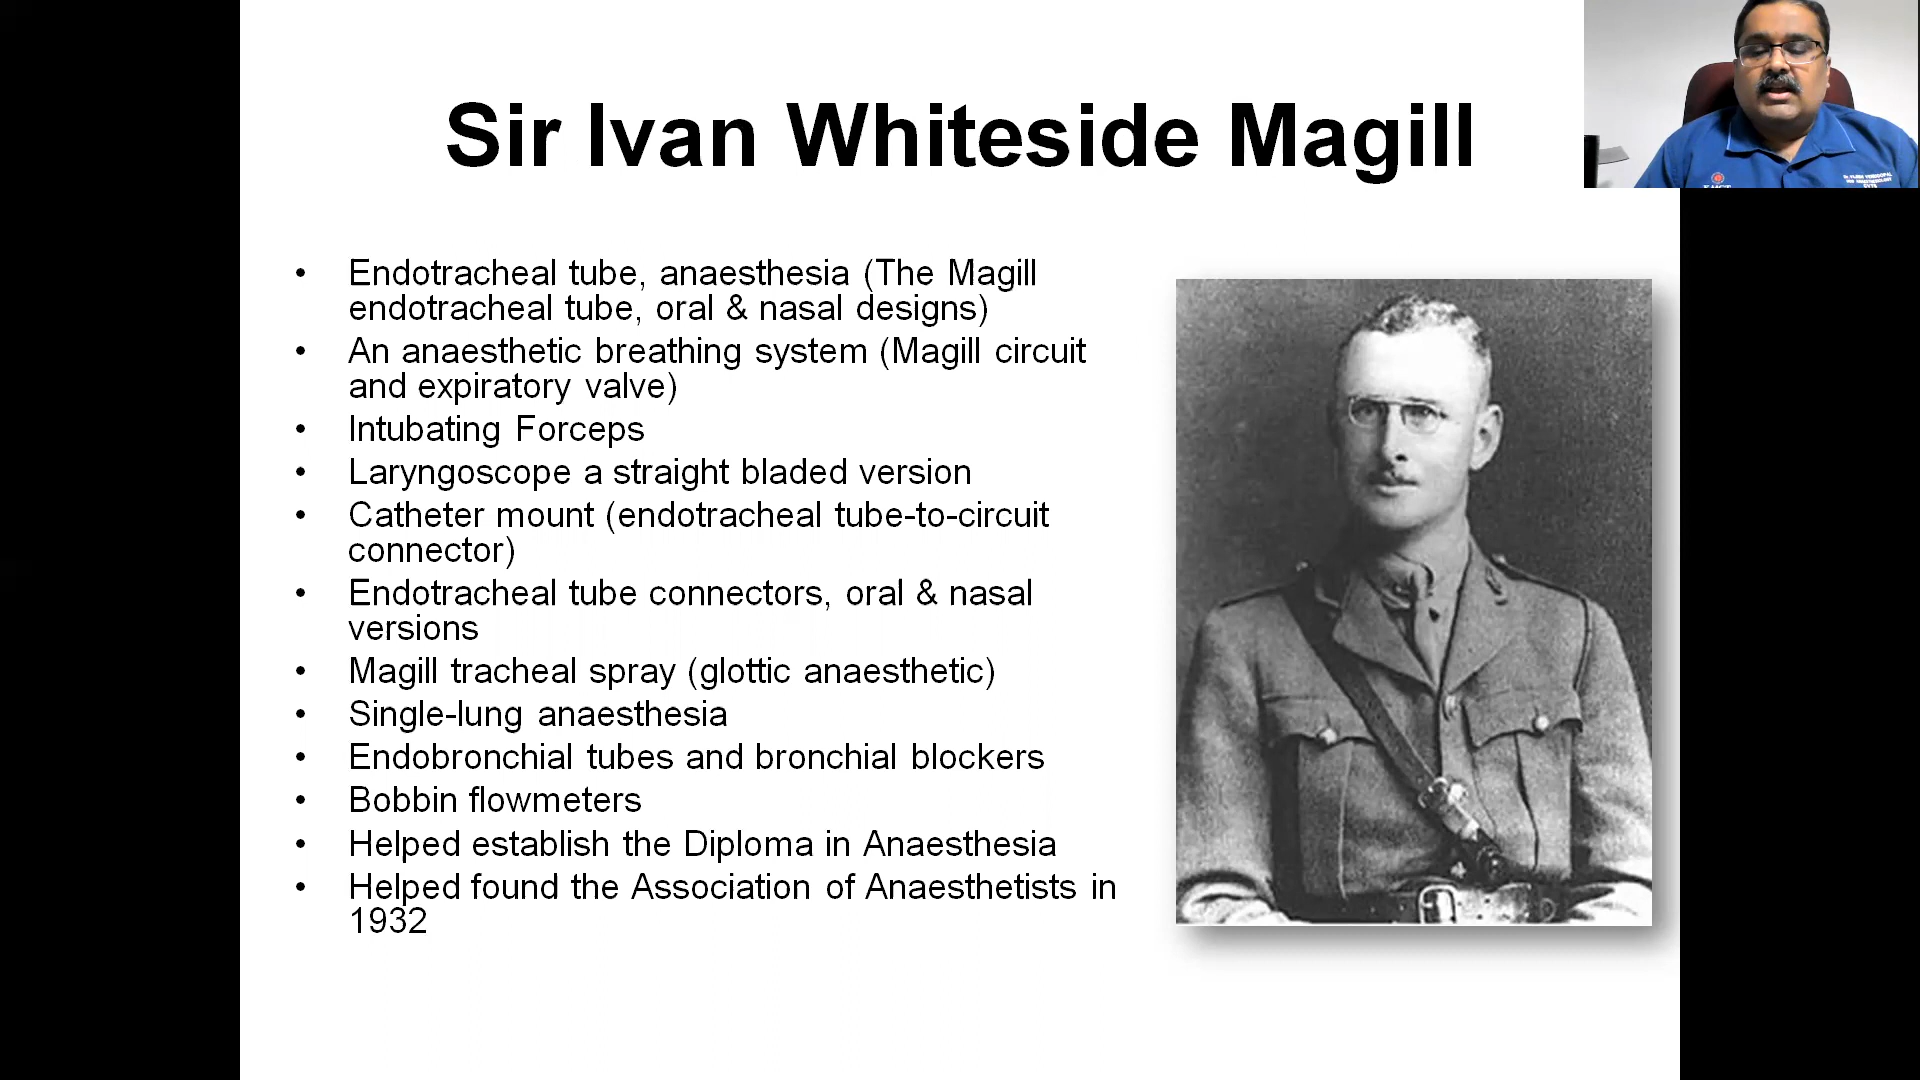 Sir Ivan Whiteside Magill
• Endotracheal tube, anaesthesia (The Magill
endotracheal tube, oral & nasal designs)
• An anaesthetic breathing system (Magill circuit
and expiratory valve)
• Intubating Forceps
• Laryngoscope a straight bladed version
• Catheter mount (endotracheal tube-to-circuit
connector)
• Endotracheal tube connectors, oral & nasal
versions
• Magill tracheal spray (glottic anaesthetic)
• Single-lung anaesthesia
• Endobronchial tubes and bronchial blockers
• Bobbin flowmeters
• Helped establish the Diploma in Anaesthesia
• Helped found the Association of Anaesthetists in
1932